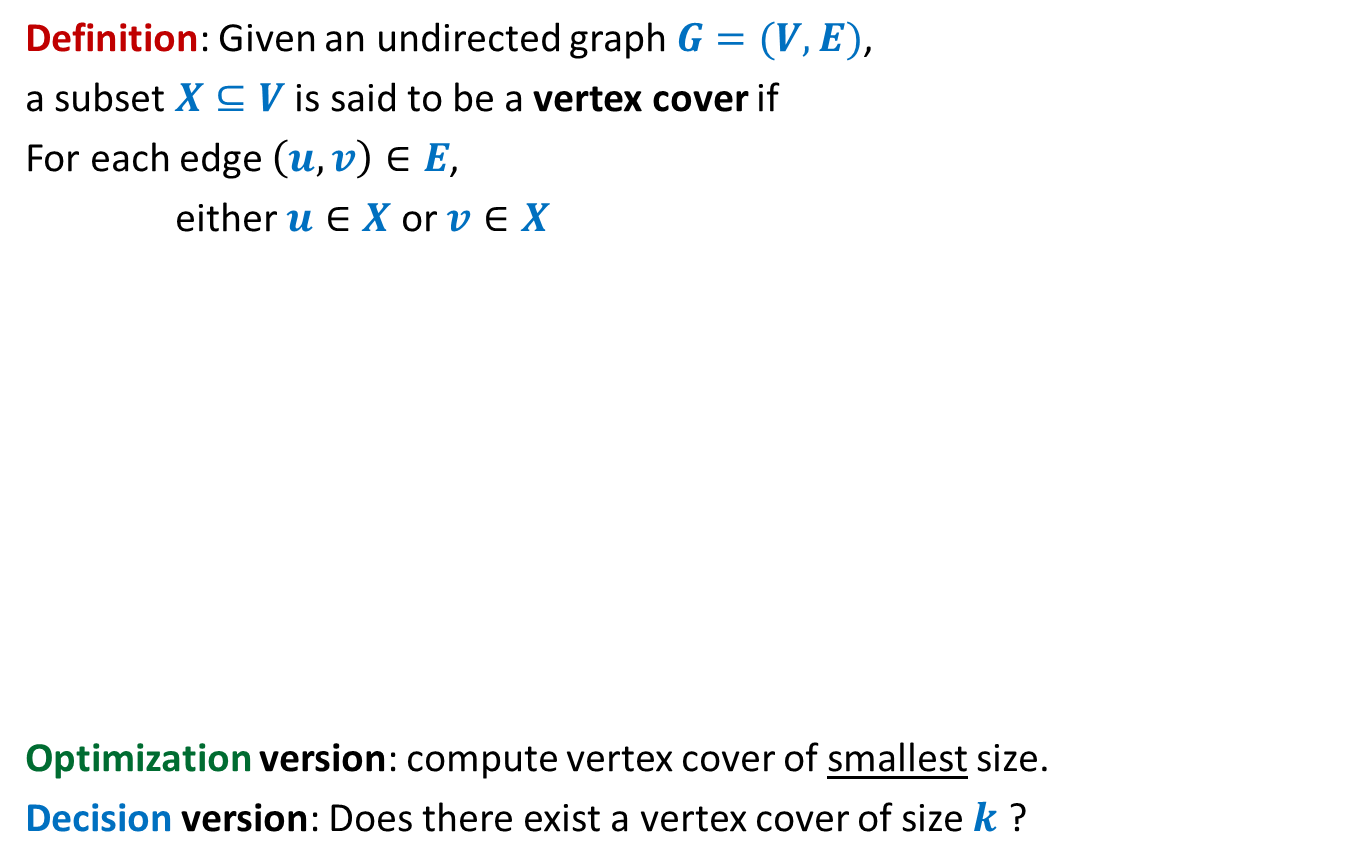 Definition: Given an undirected graph G = (V, E),
a subset X ⊆ V is said to be a vertex cover if
For each edge (u, v) ∈ E,
either u ∈ X or v ∈ X
Optimization version: compute vertex cover of smallest size.
Decision version: Does there exist a vertex cover of size k ?